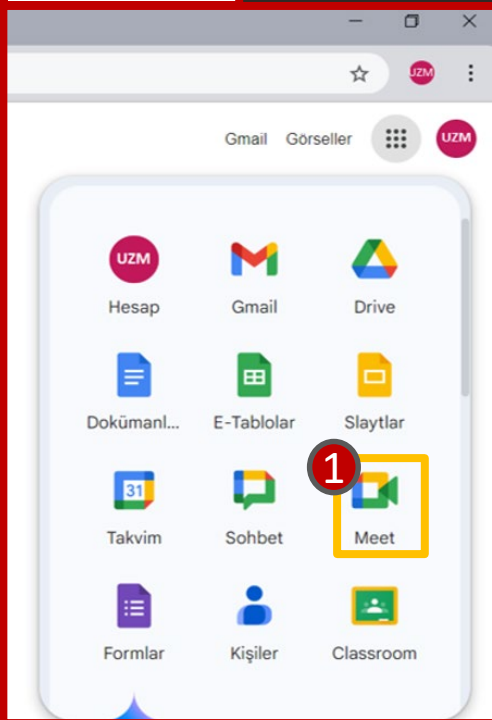 UZM
Gmail Görseller UZM
UZM
Hesap Gmail Drive
Dokümanl... E-Tablolar Slaytlar
1
31
Takvim Sohbet Meet
Formlar Kişiler Classroom